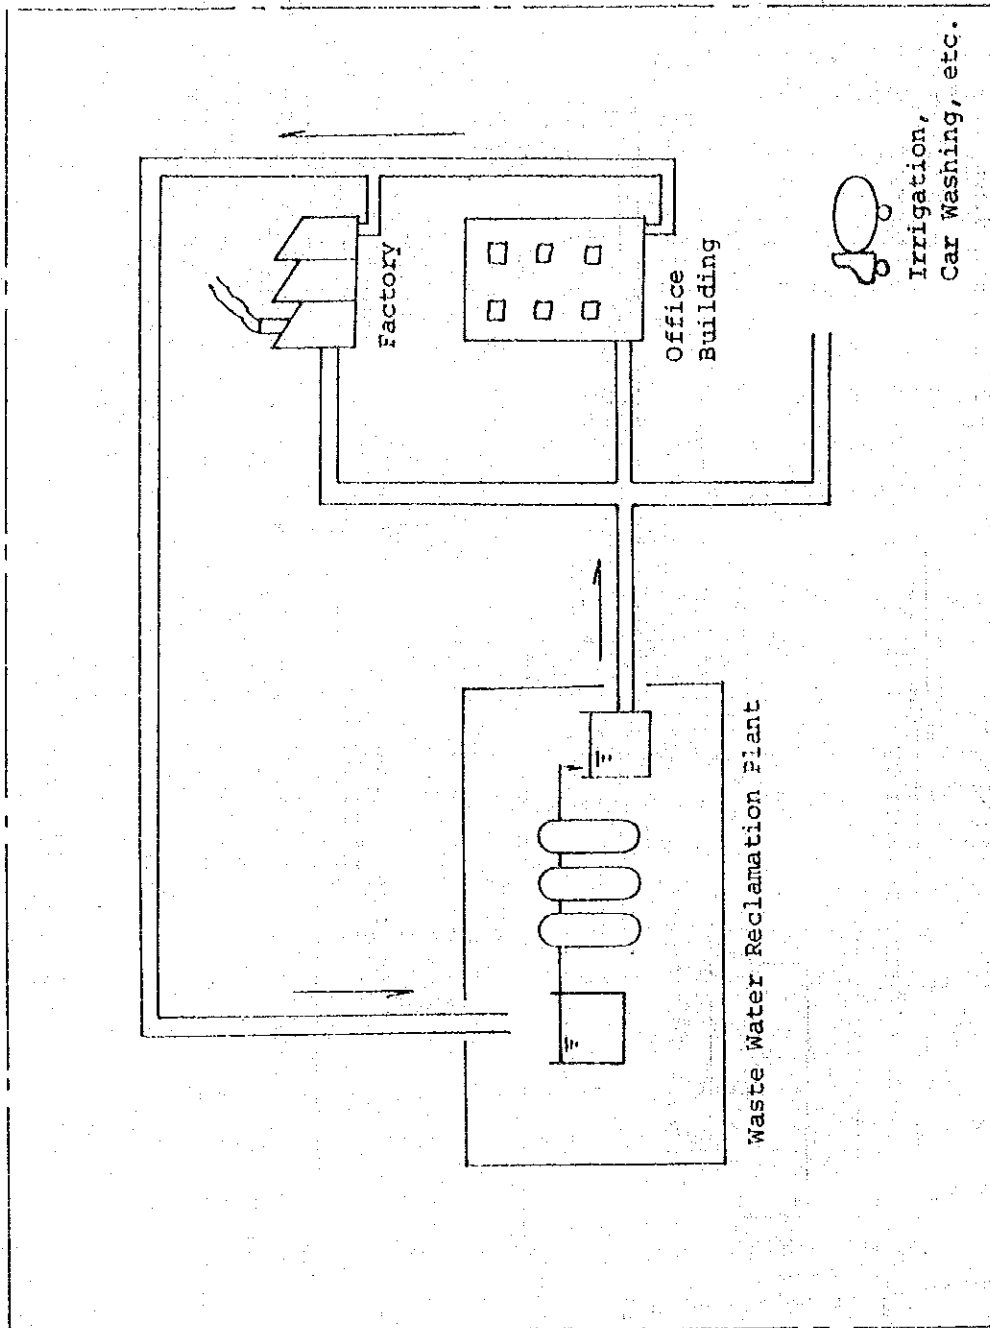 Factory
Office
Building
Irrigation,
Car Washing, etc.
Waste Water Reclamation Plant